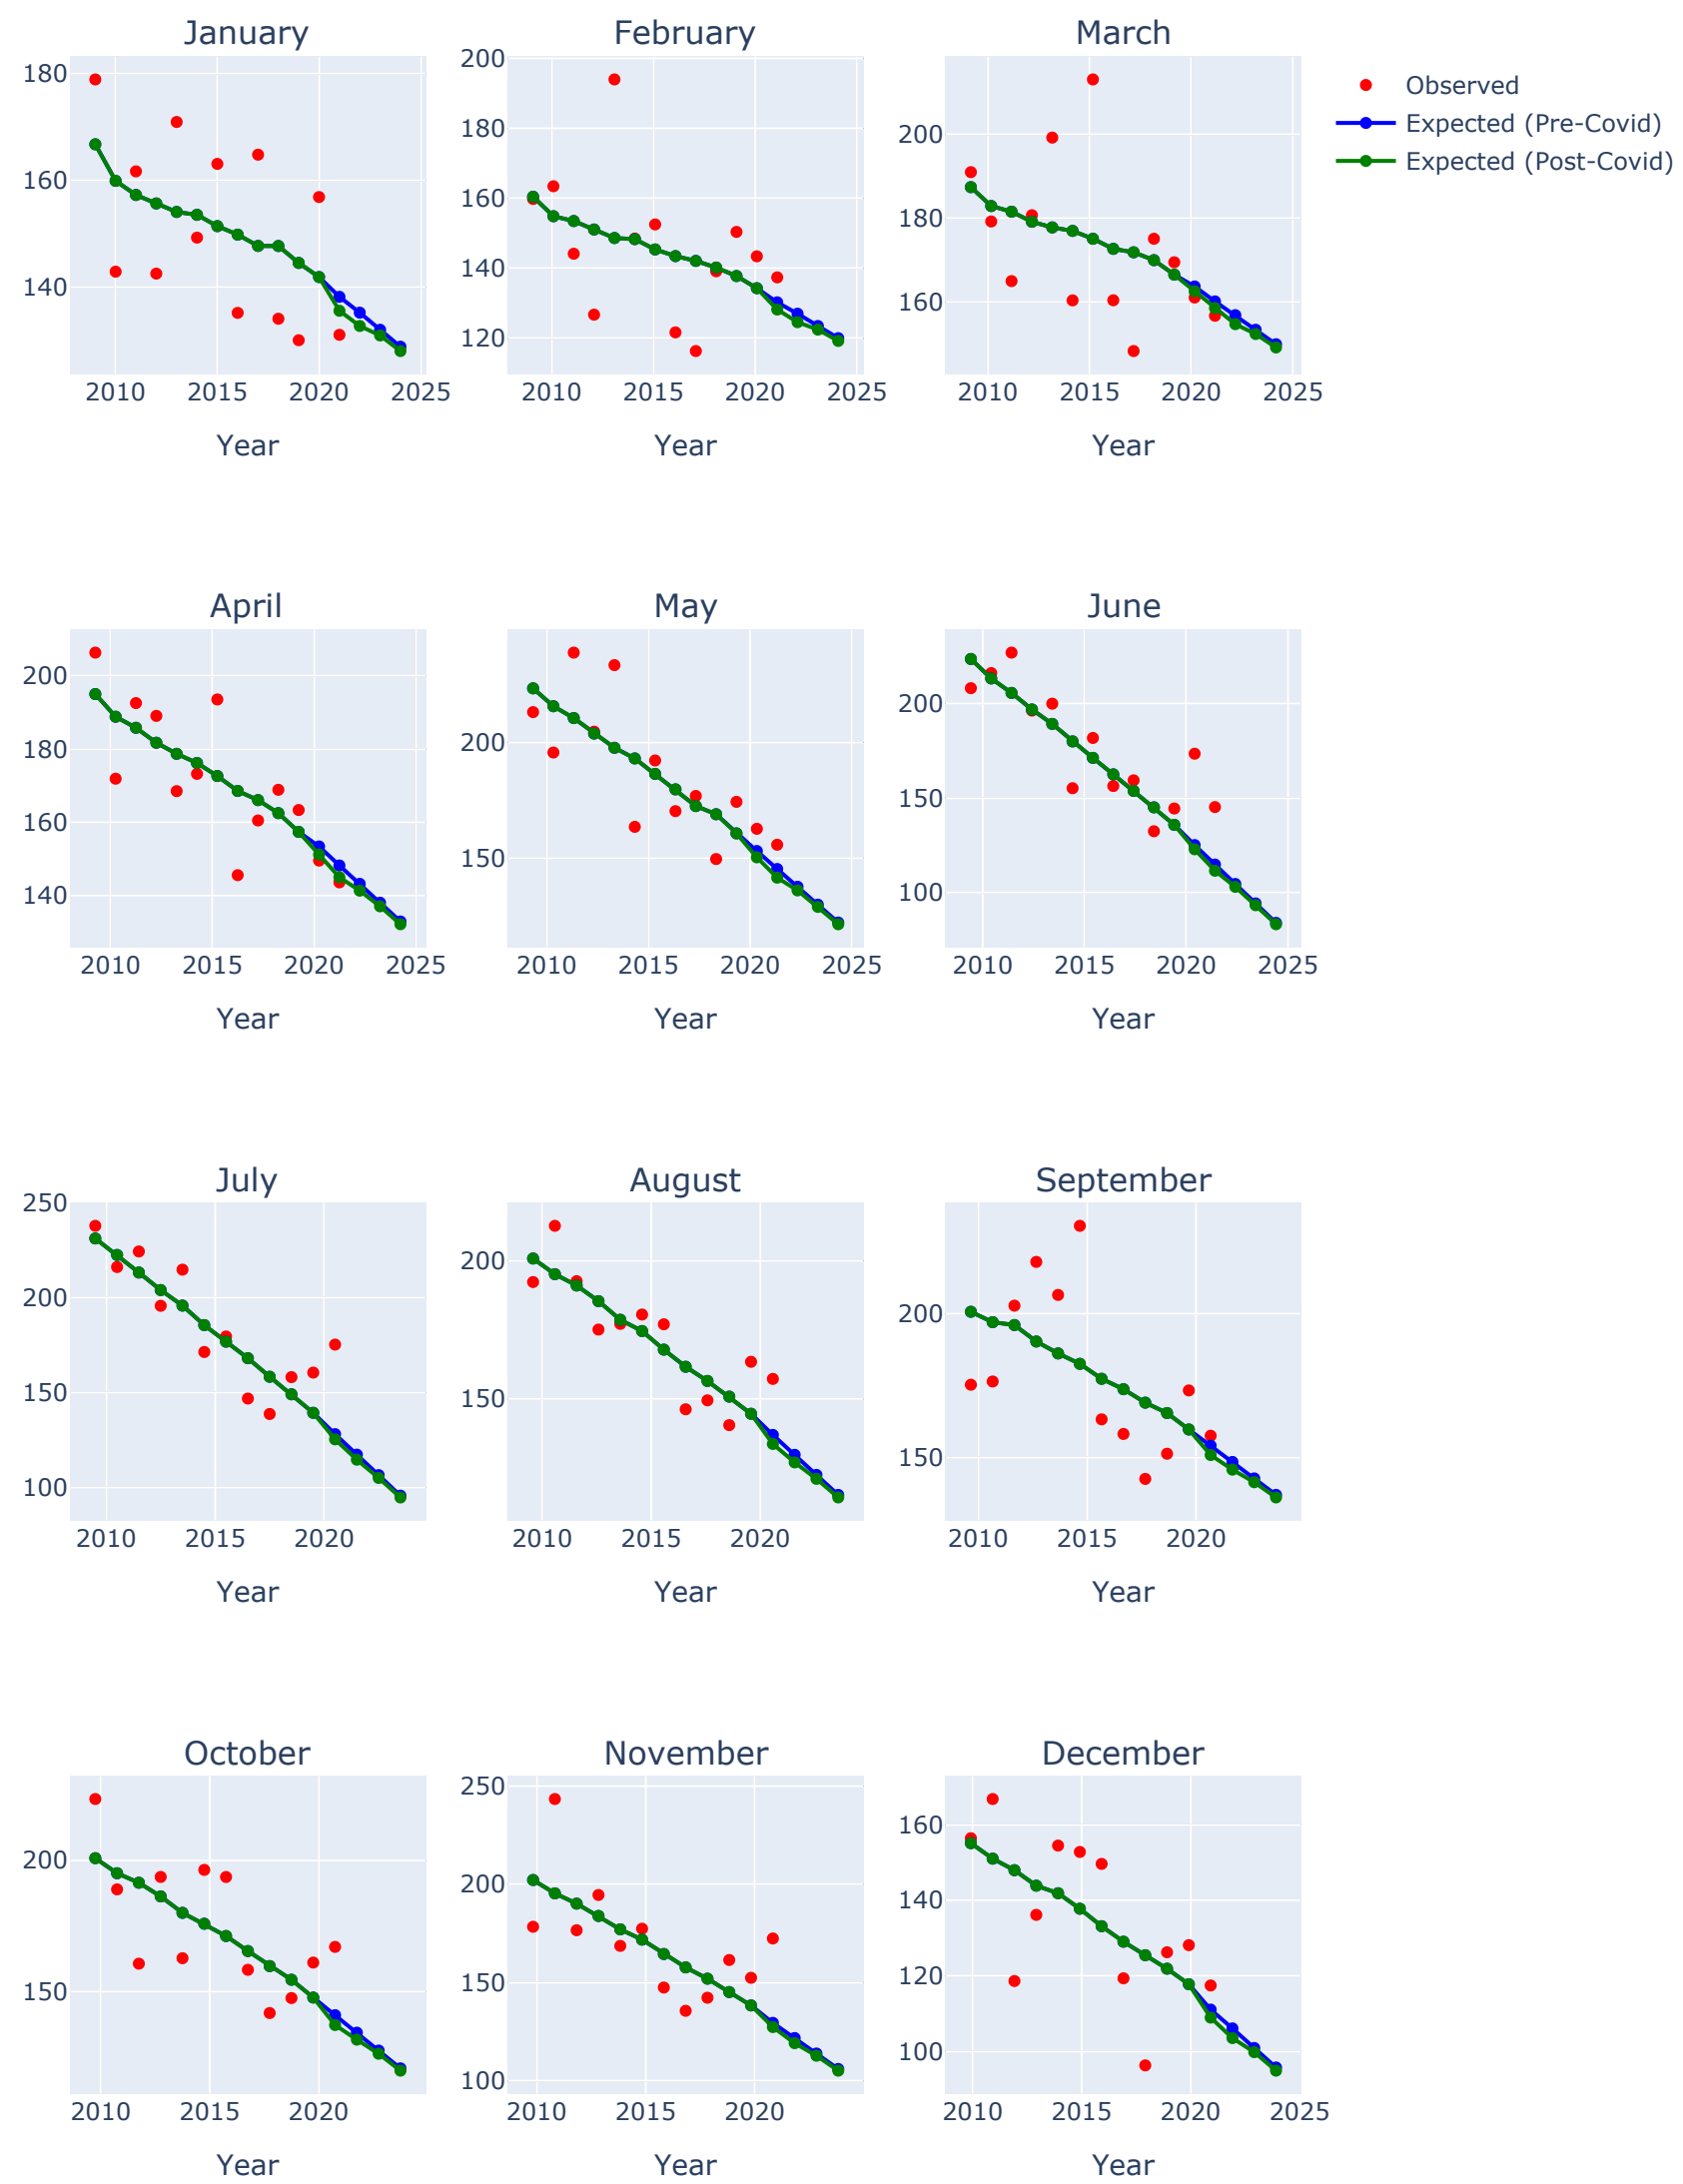 January February March
180
160
140
2010 2015 2020 2025
Year
200
180
160
140
120
2010 2015 2020 2025
Year
200
180
160
2010 2015 2020 2025
Year
Observed
Expected (Pre-Covid)
Expected (Post-Covid)
April May June
200
180
160
140
2010 2015 2020 2025
Year
200
150
2010 2015 2020 2025
Year
200
150
100
2010 2015 2020 2025
Year
July August September
250
200
150
100
2010 2015 2020
Year
200
150
2010 2015 2020
Year
200
150
2010 2015 2020
Year
October November December
200
150
2010 2015 2020
Year
250
200
150
100
2010 2015 2020
Year
160
140
120
100
2010 2015 2020 2025
Year